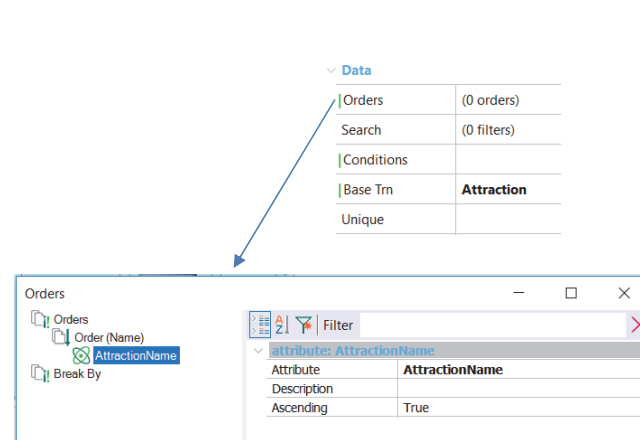 Data
Orders (0 orders)
Search (0 filters)
Conditions
Base Trn Attraction
Unique
Orders
Orders
Order (Name)
AttractionName
Break By
Filter
attribute: AttractionName
Attribute AttractionName
Description
Ascending True